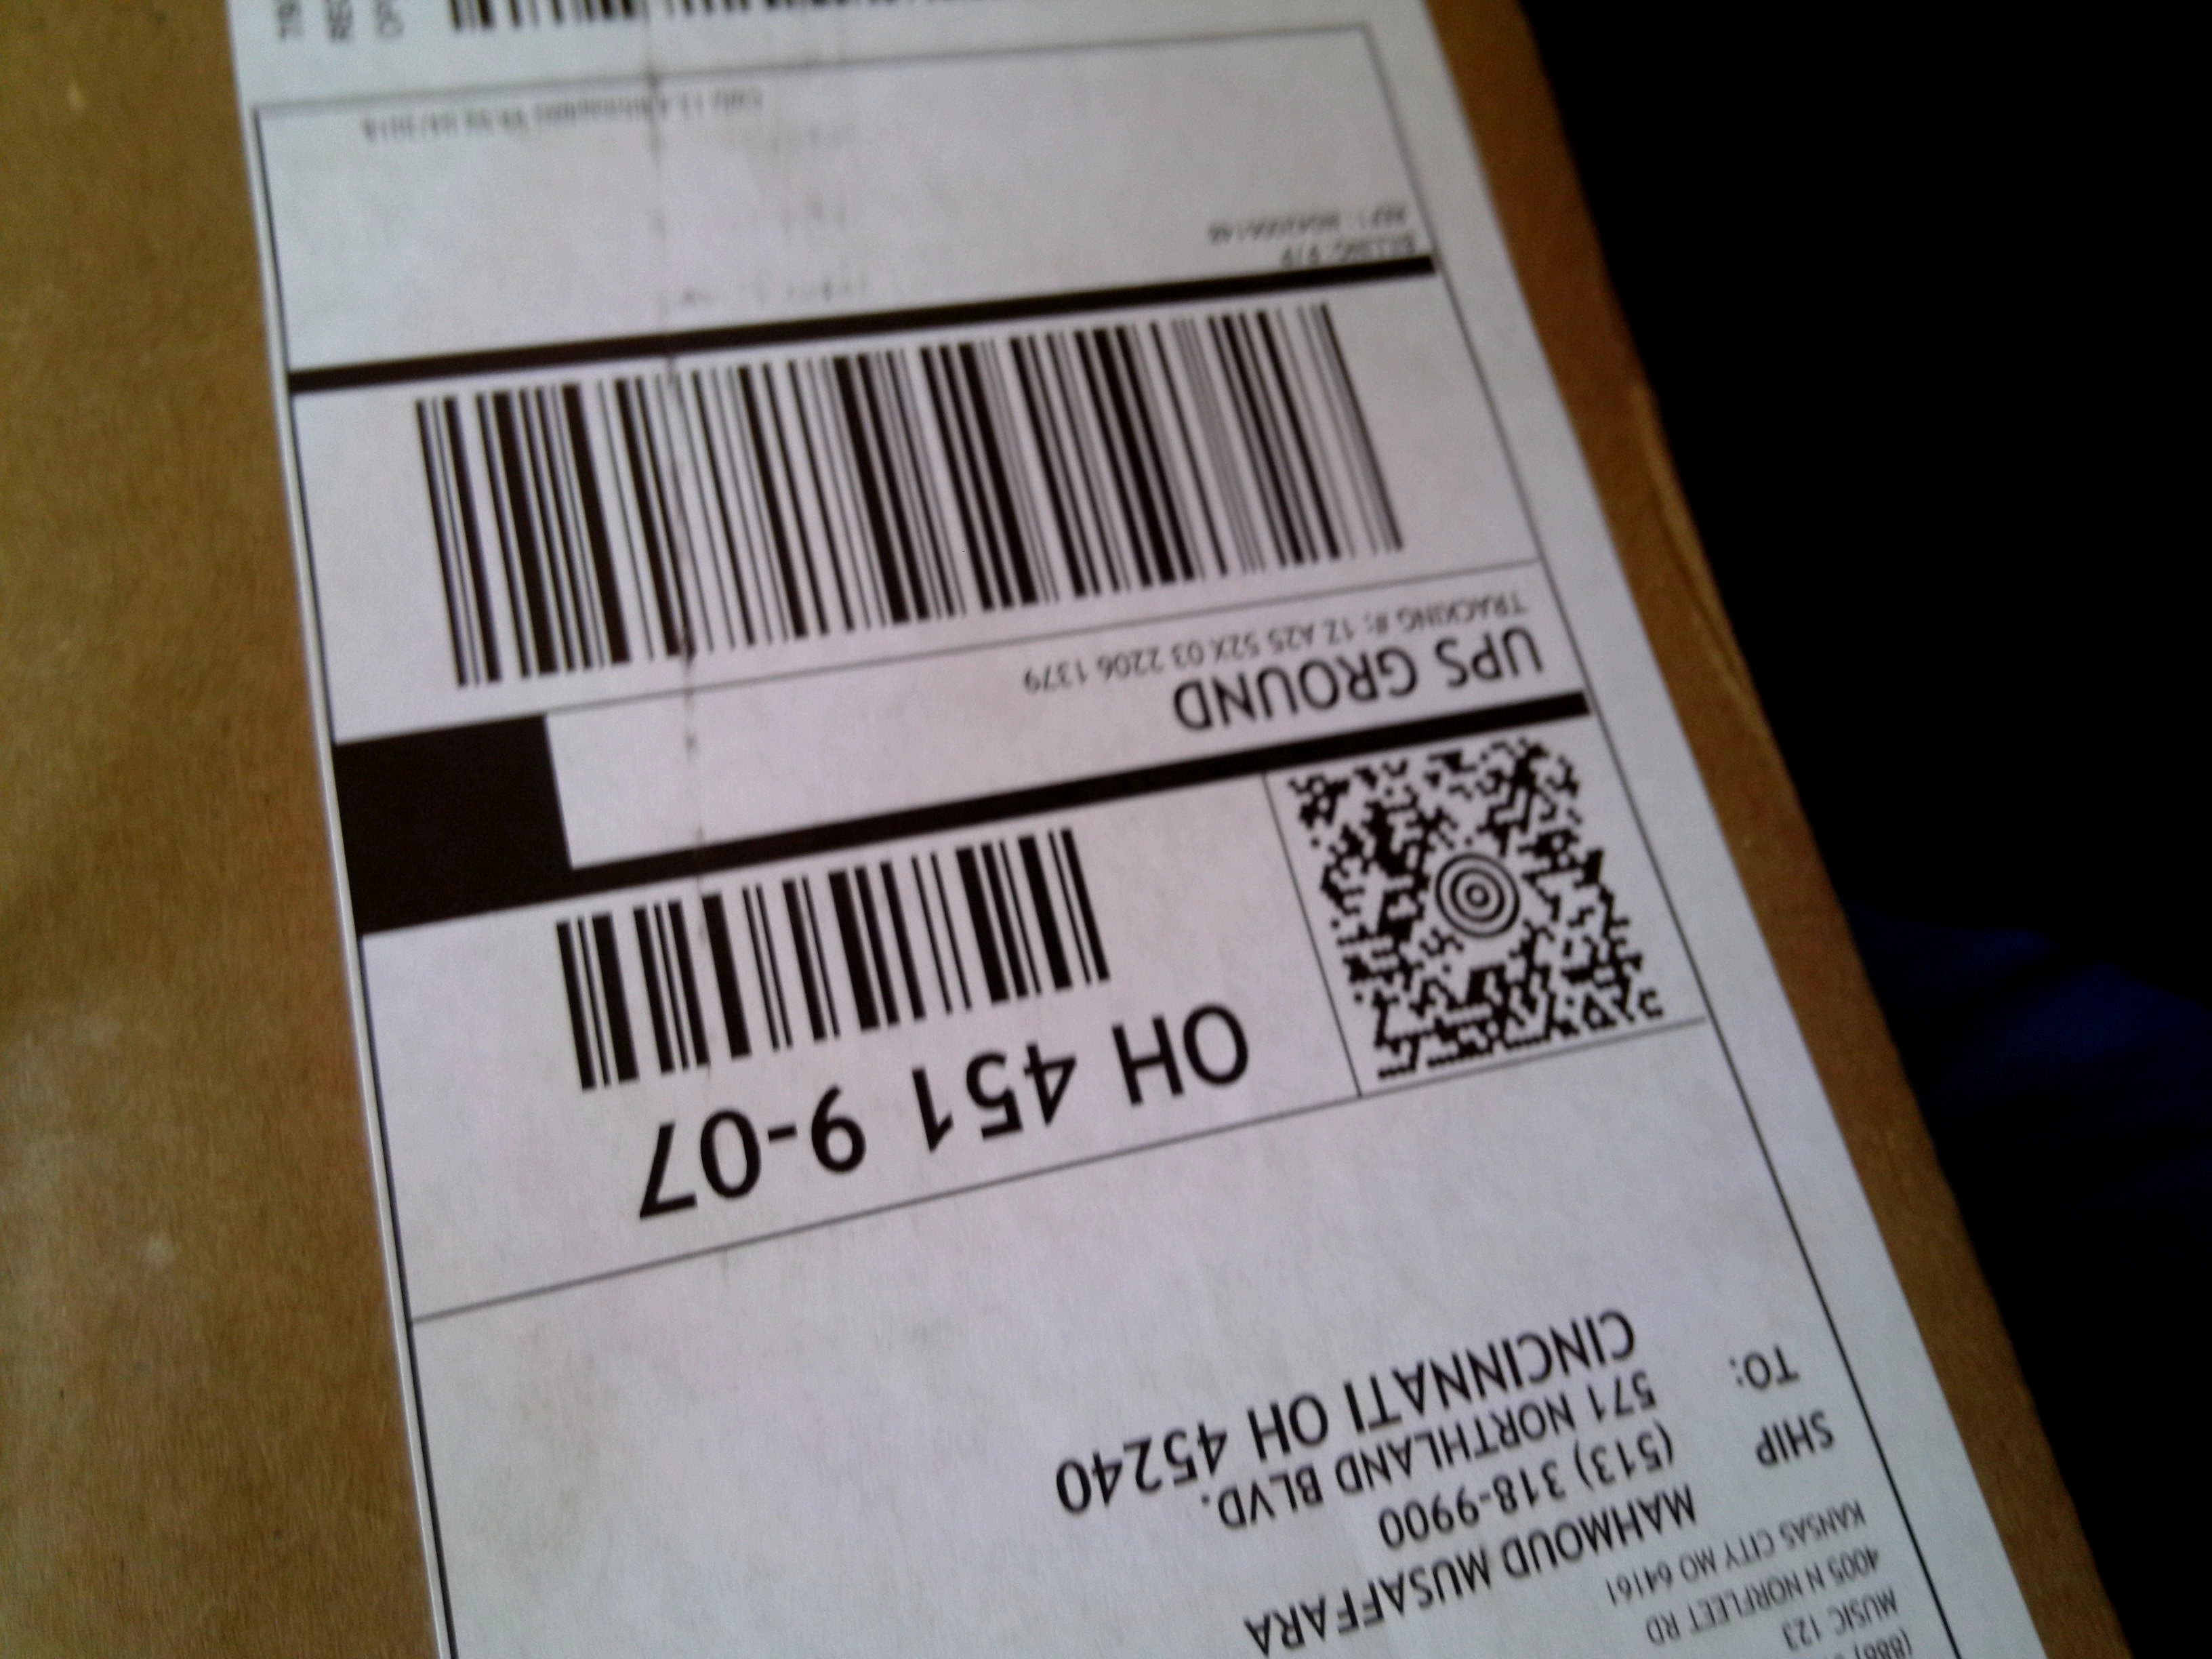 (888)
MUSIC 123
4005 N NORFLEET RD
KANSAS CITY MO 64161
SHIP
TO:
MAHMOUD MUSAFFARA
(513) 318-9900
571 NORTHLAND BLVD.
CINCINNATI OH 45240
OH 451 9-07
UPS GROUND
TRACKING #: 1Z A25 52X 03 2206 1379
BILLING: P/P